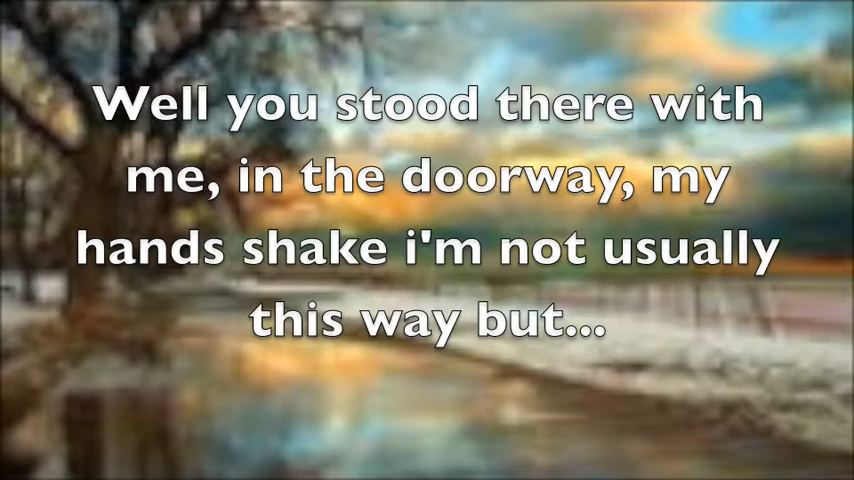 Well you stood there with
me, in the doorway, my
hands shake i'm not usually
this way but...